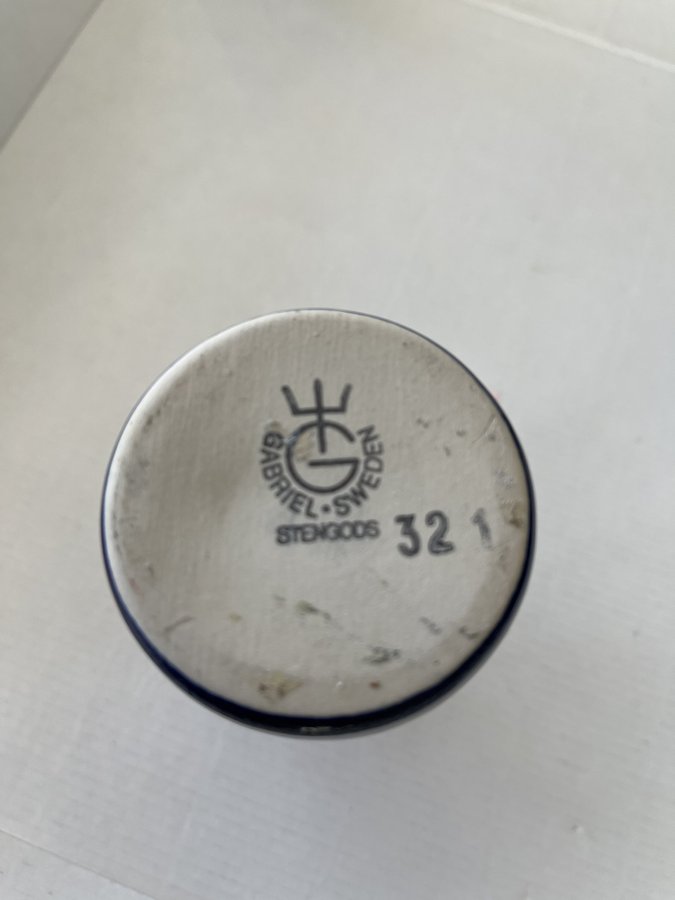 G
GABRIEL • SWEDEN
STENGODS
32 1